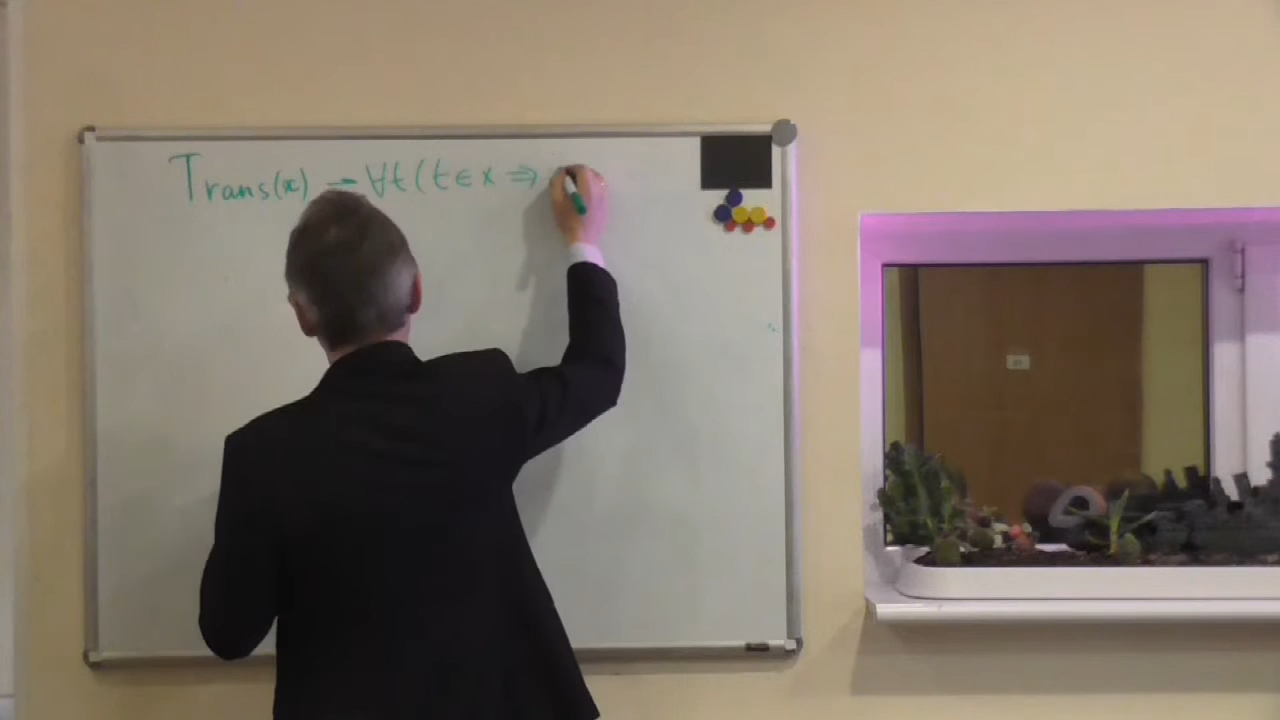 Trans(x) — ∀t (t ∈ x ⇒